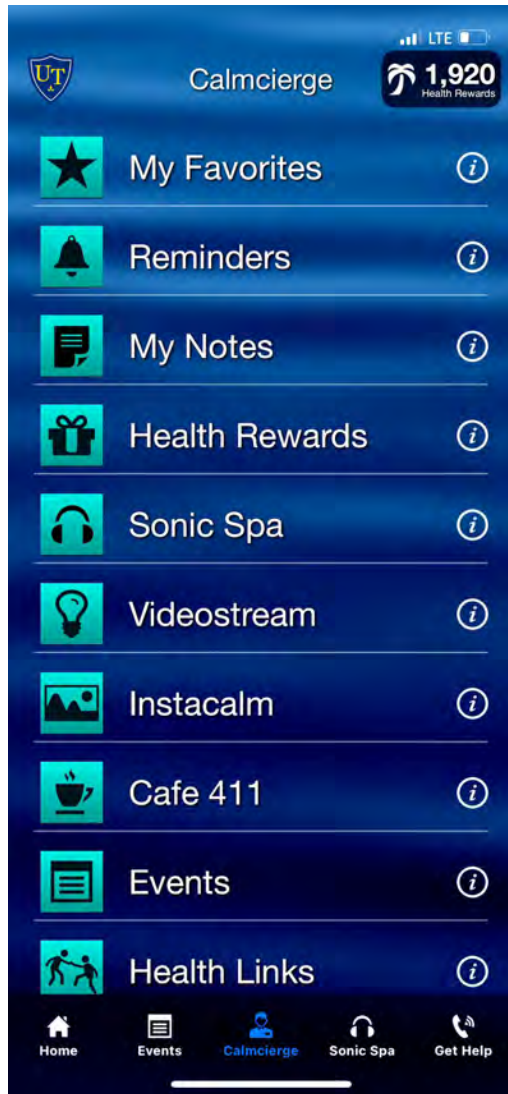 LTE
UT
Calmcierge
1,920
Health Rewards
My Favorites
i
Reminders
i
My Notes
i
Health Rewards
i
Sonic Spa
i
Videostream
i
Instacalm
i
Cafe 411
i
Events
i
Health Links
i
Home
Events
Calmcierge
Sonic Spa
Get Help